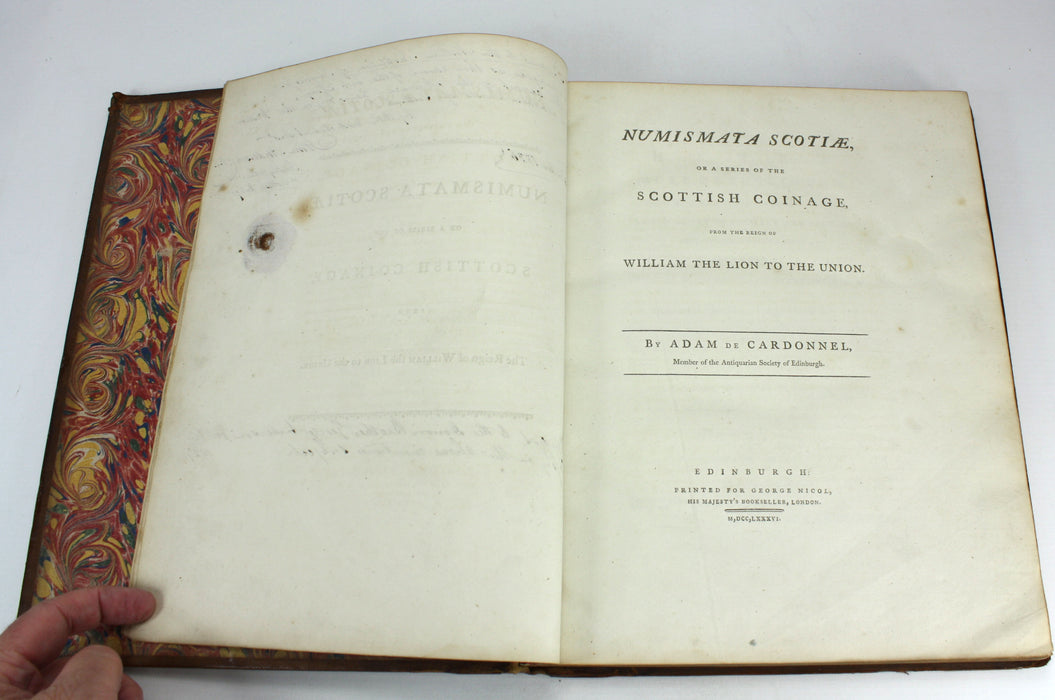 NUMISMATA SCOTIÆ,
OR A SERIES OF THE
SCOTTISH COINAGE,
FROM THE REIGN OF
WILLIAM THE LION TO THE UNION.
BY ADAM DE CARDONNEL,
Member of the Antiquarian Society of Edinburgh.
EDINBURGH:
PRINTED FOR GEORGE NICOL,
HIS MAJESTY'S BOOKSELLER, LONDON.
M,DCC,LXXXVI.